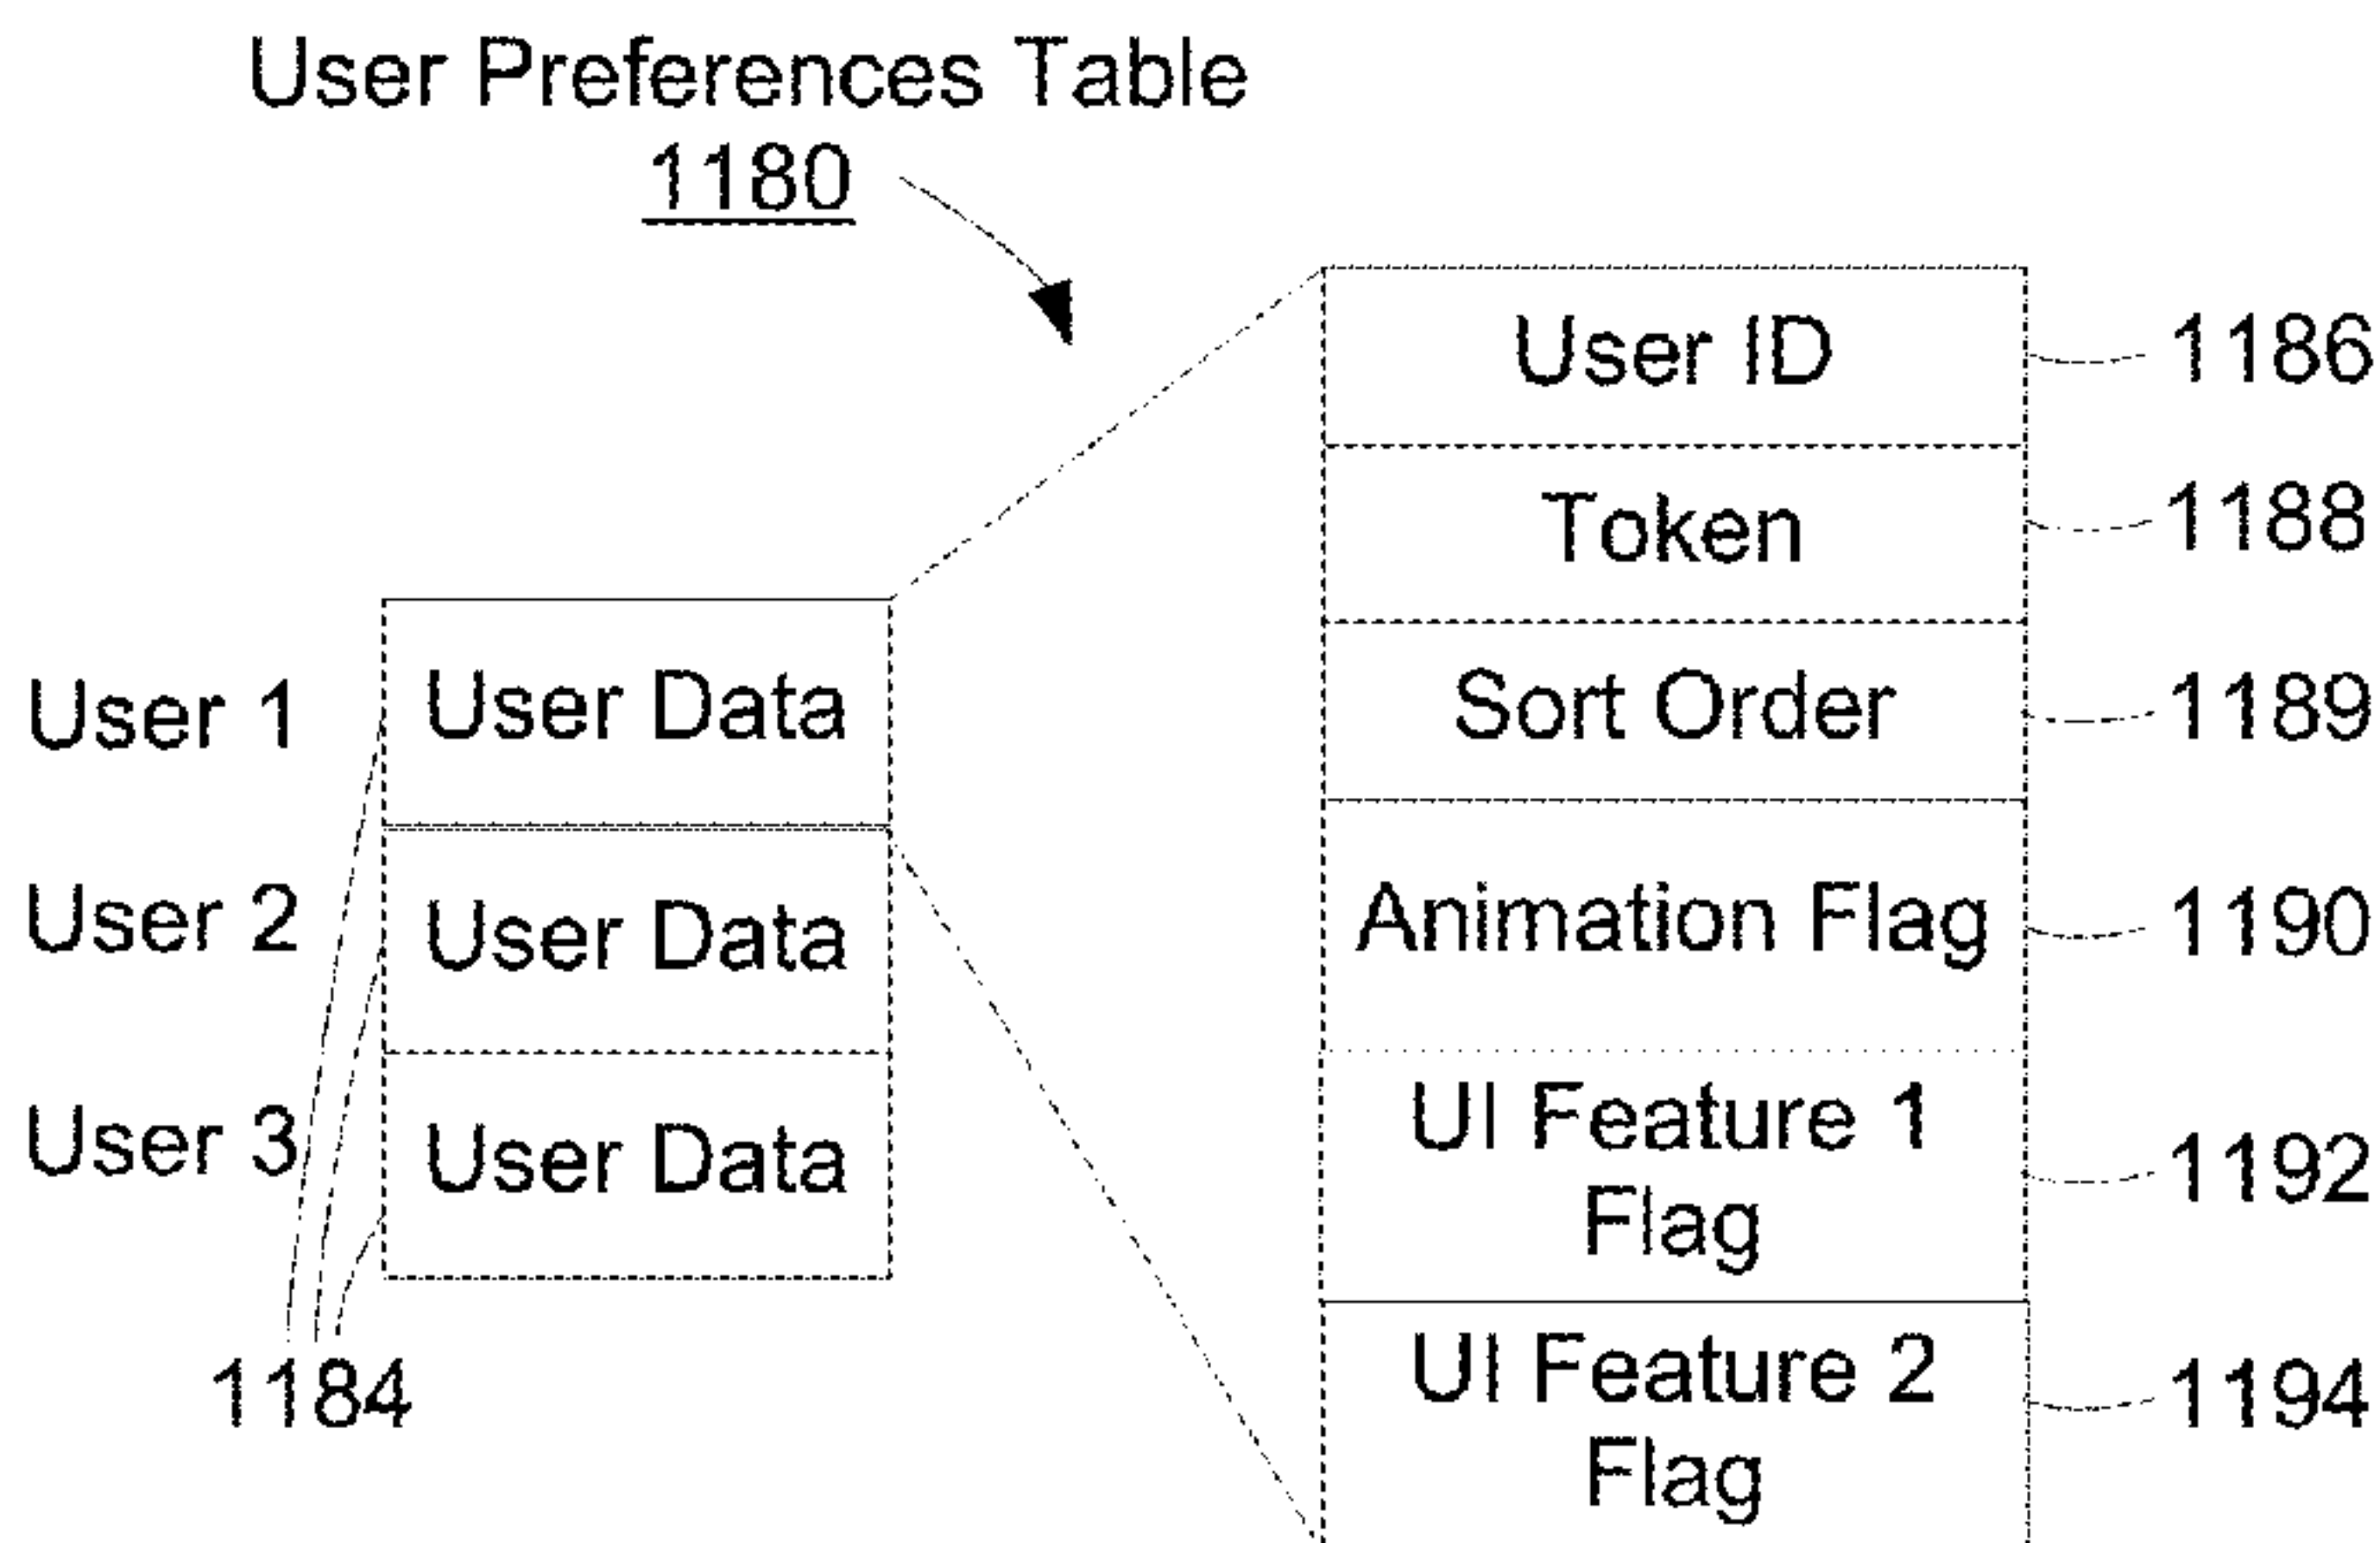 User Preferences Table
1180
User ID
1186
Token
1188
Sort Order
1189
Animation Flag
1190
UI Feature 1
Flag
1192
UI Feature 2
Flag
1194
User 1
User Data
User 2
User Data
User 3
User Data
1184